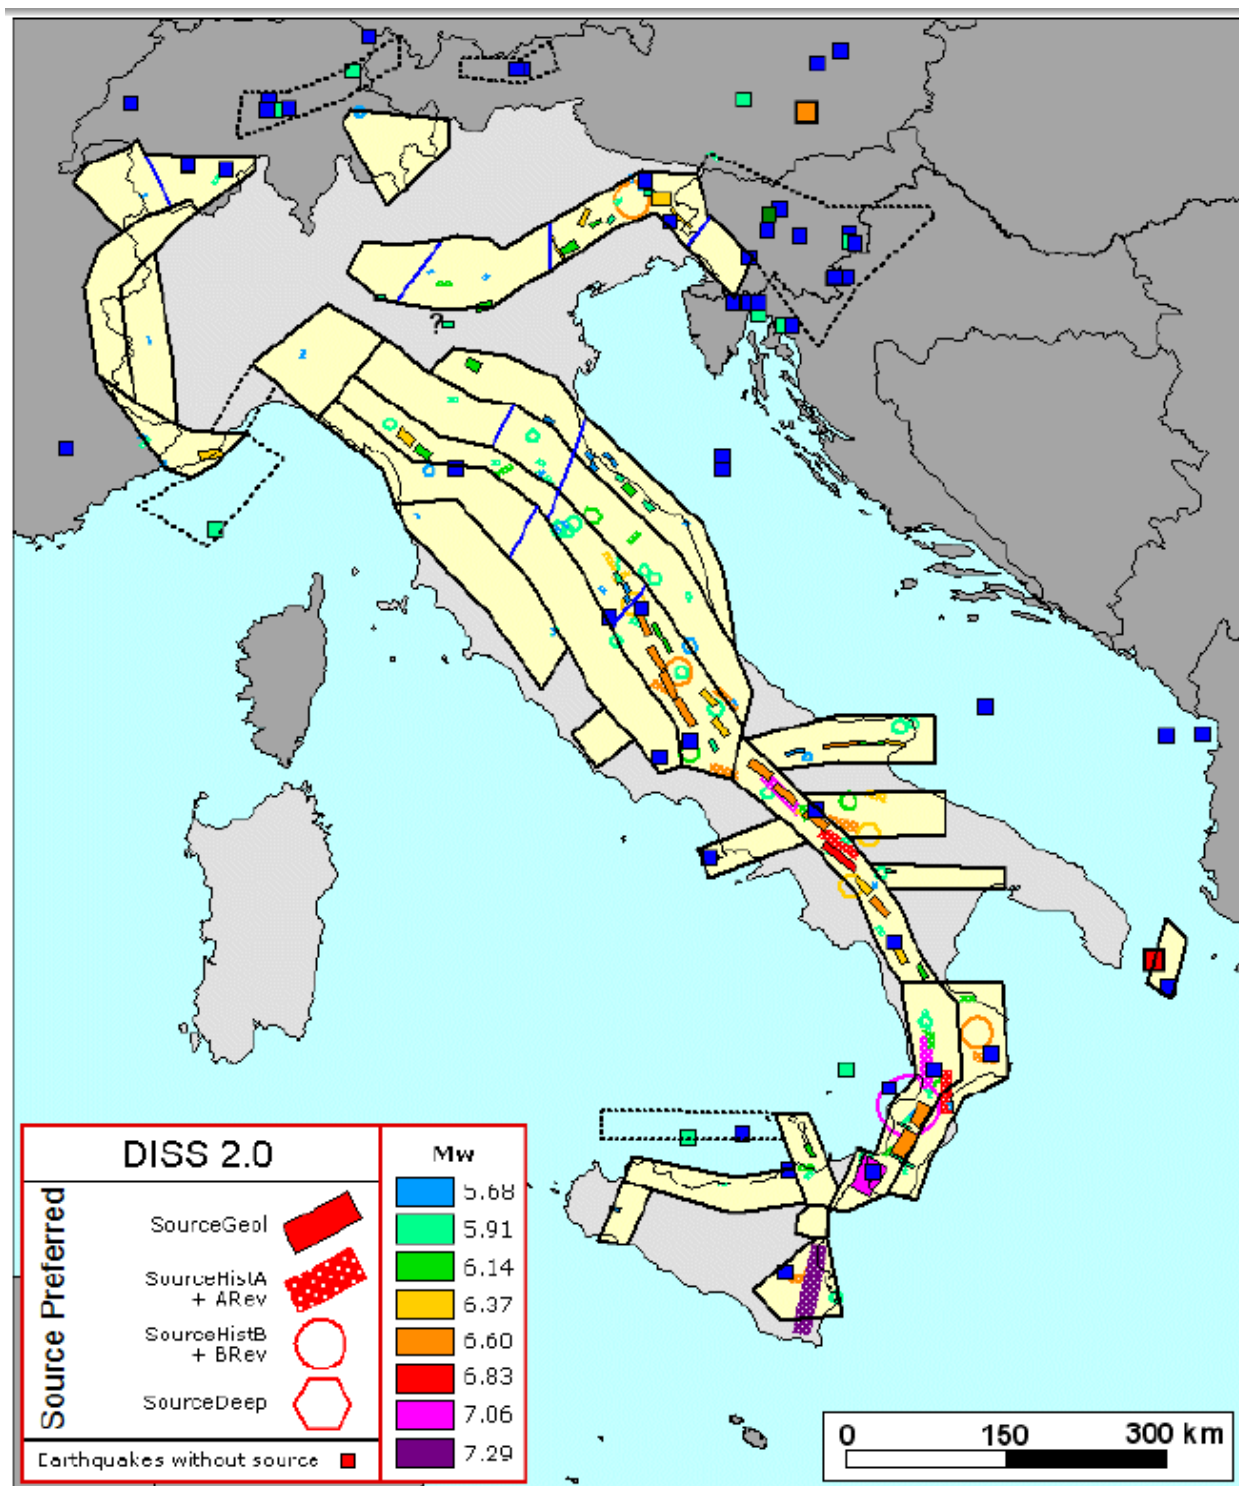 ?
2
DISS 2.0
Source Preferred
SourceGeol
SourceHistA
+ ARev
SourceHistB
+ BRev
SourceDeep
Earthquakes without source
Mw
5.68
5.91
6.14
6.37
6.60
6.83
7.06
7.29
0 150 300 km